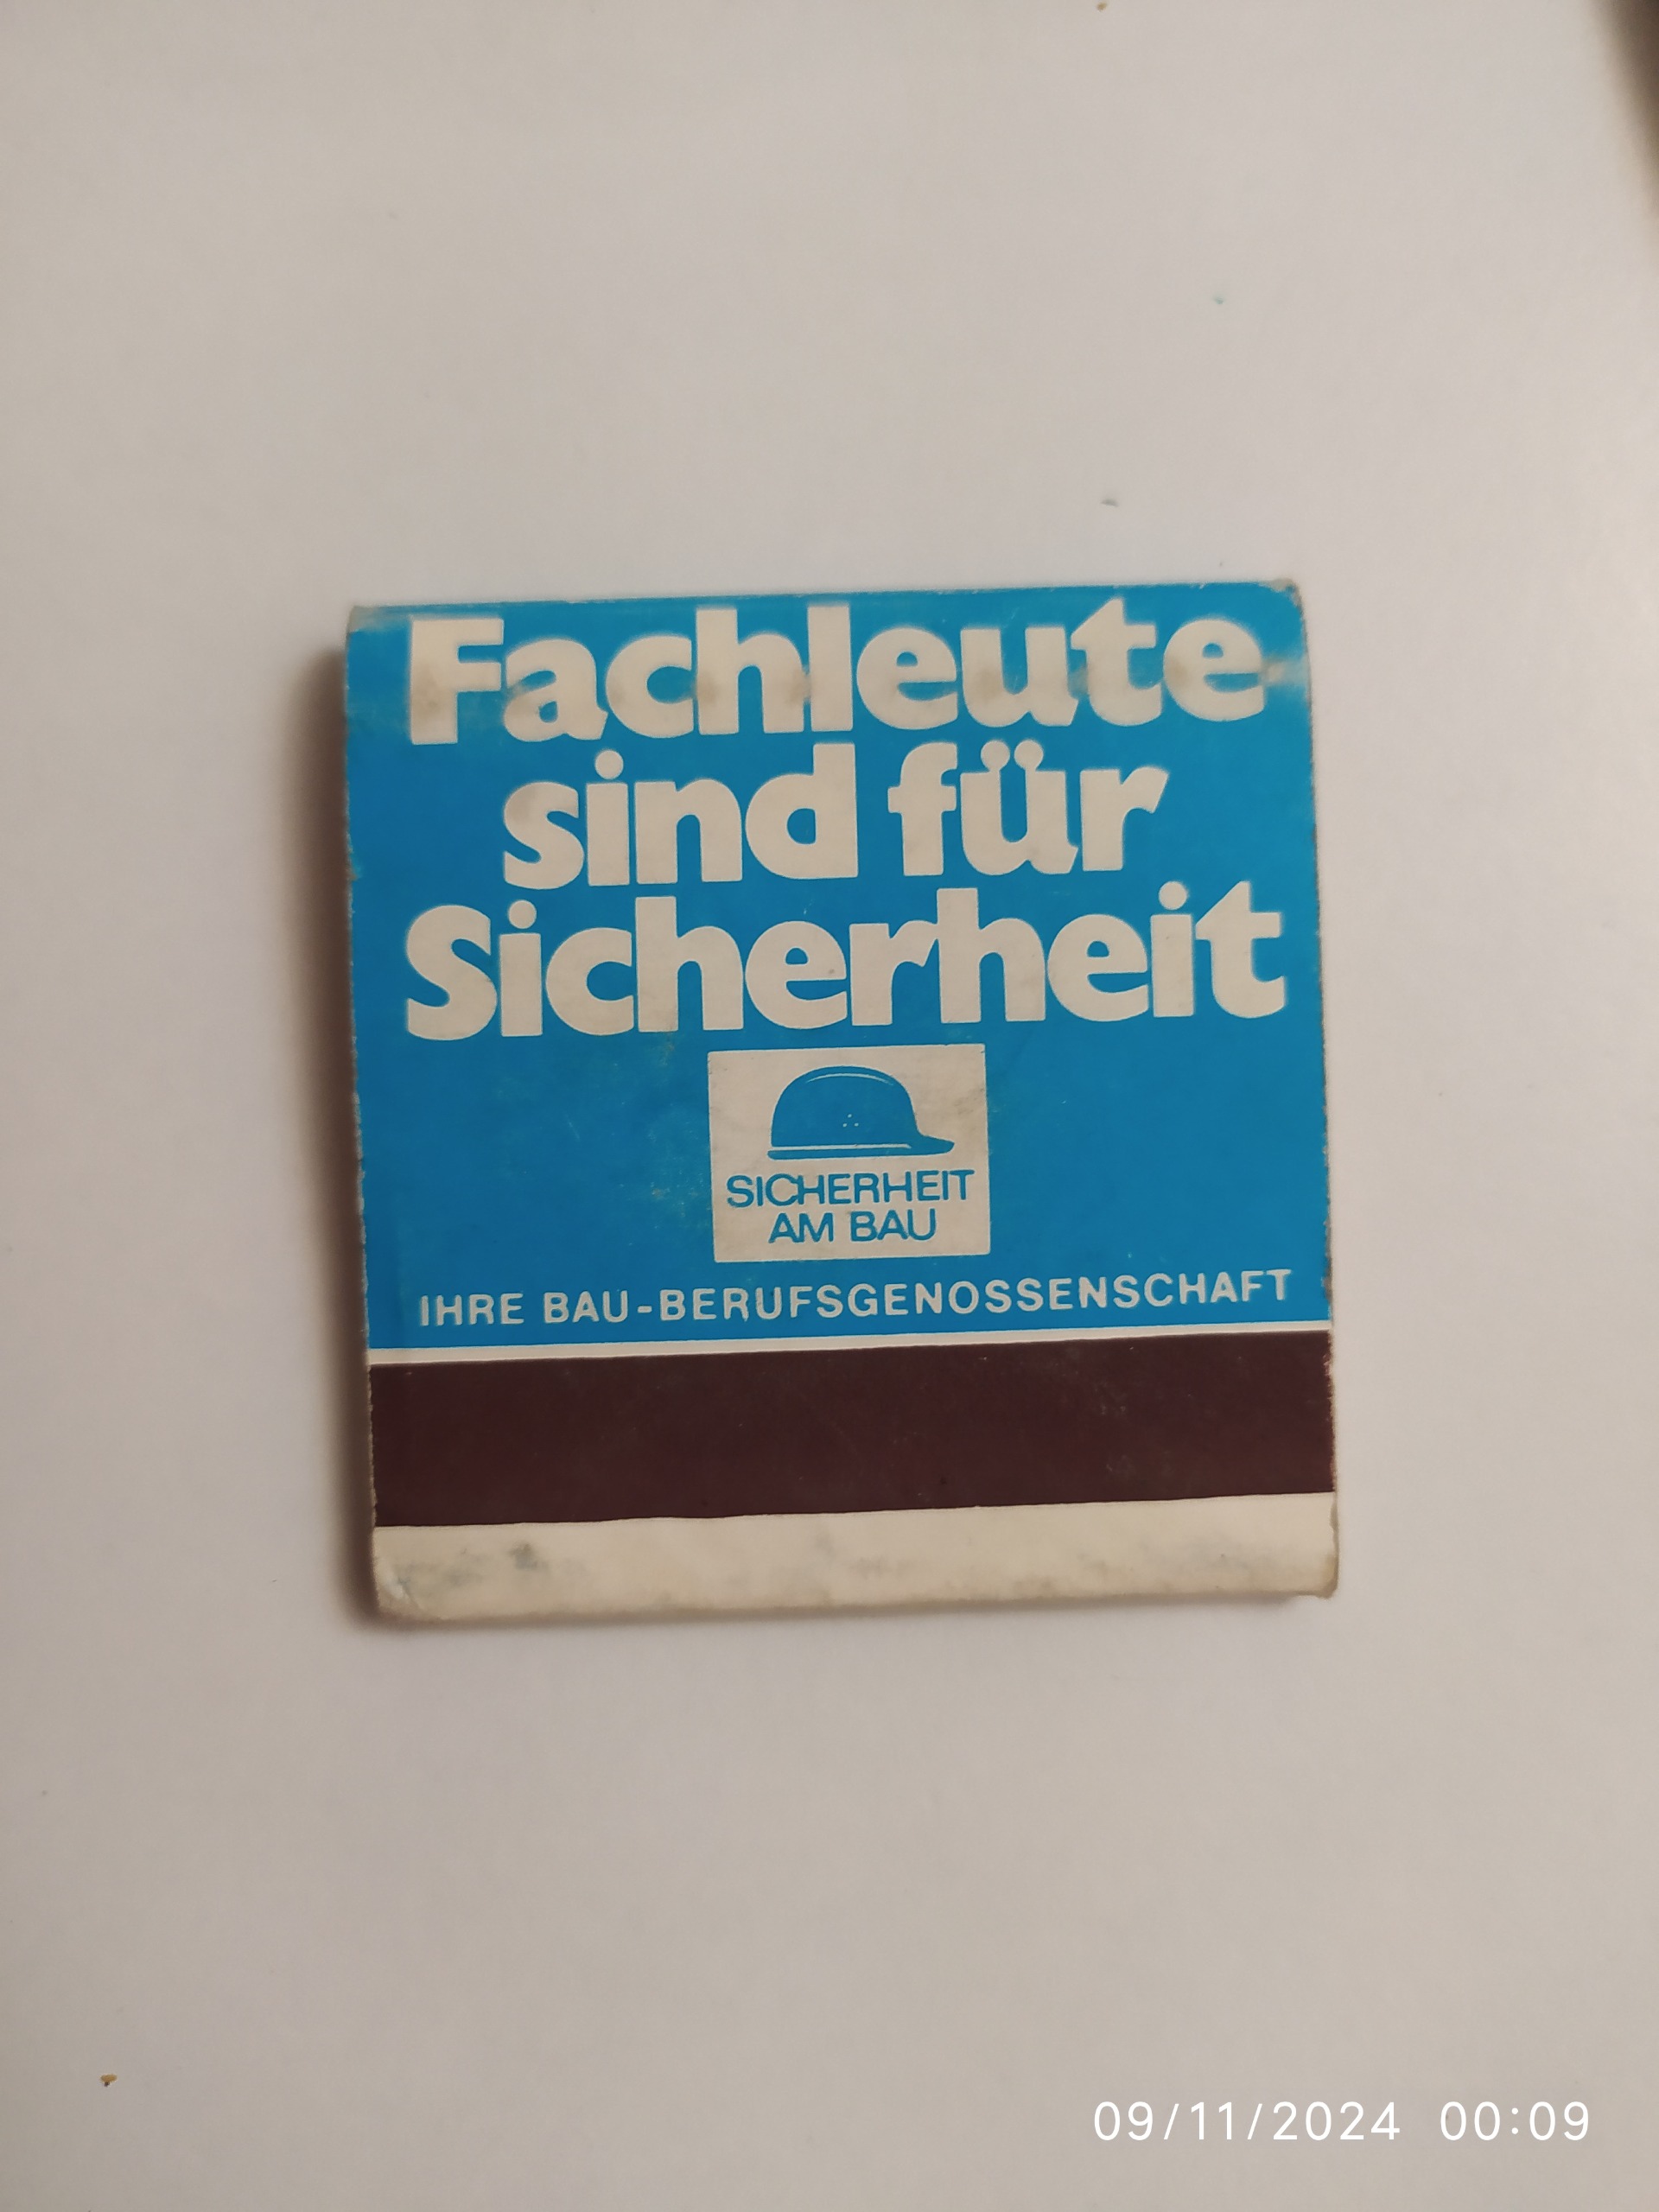 Fachleute
sind für
Sicherheit
SICHERHEIT
AM BAU
IHRE BAU-BERUFSGENOSSENSCHAFT
09/11/2024 00:09